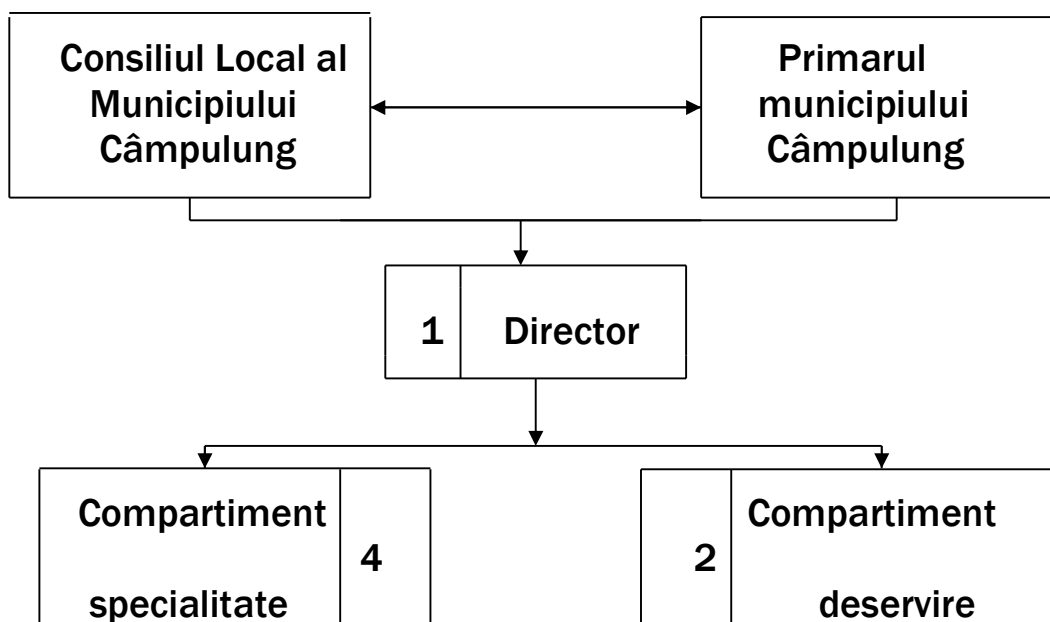 Consiliul Local al
Municipiului
Câmpulung
Primarul
municipiului
Câmpulung
1
Director
Compartiment
specialitate
4
2
Compartiment
deservire